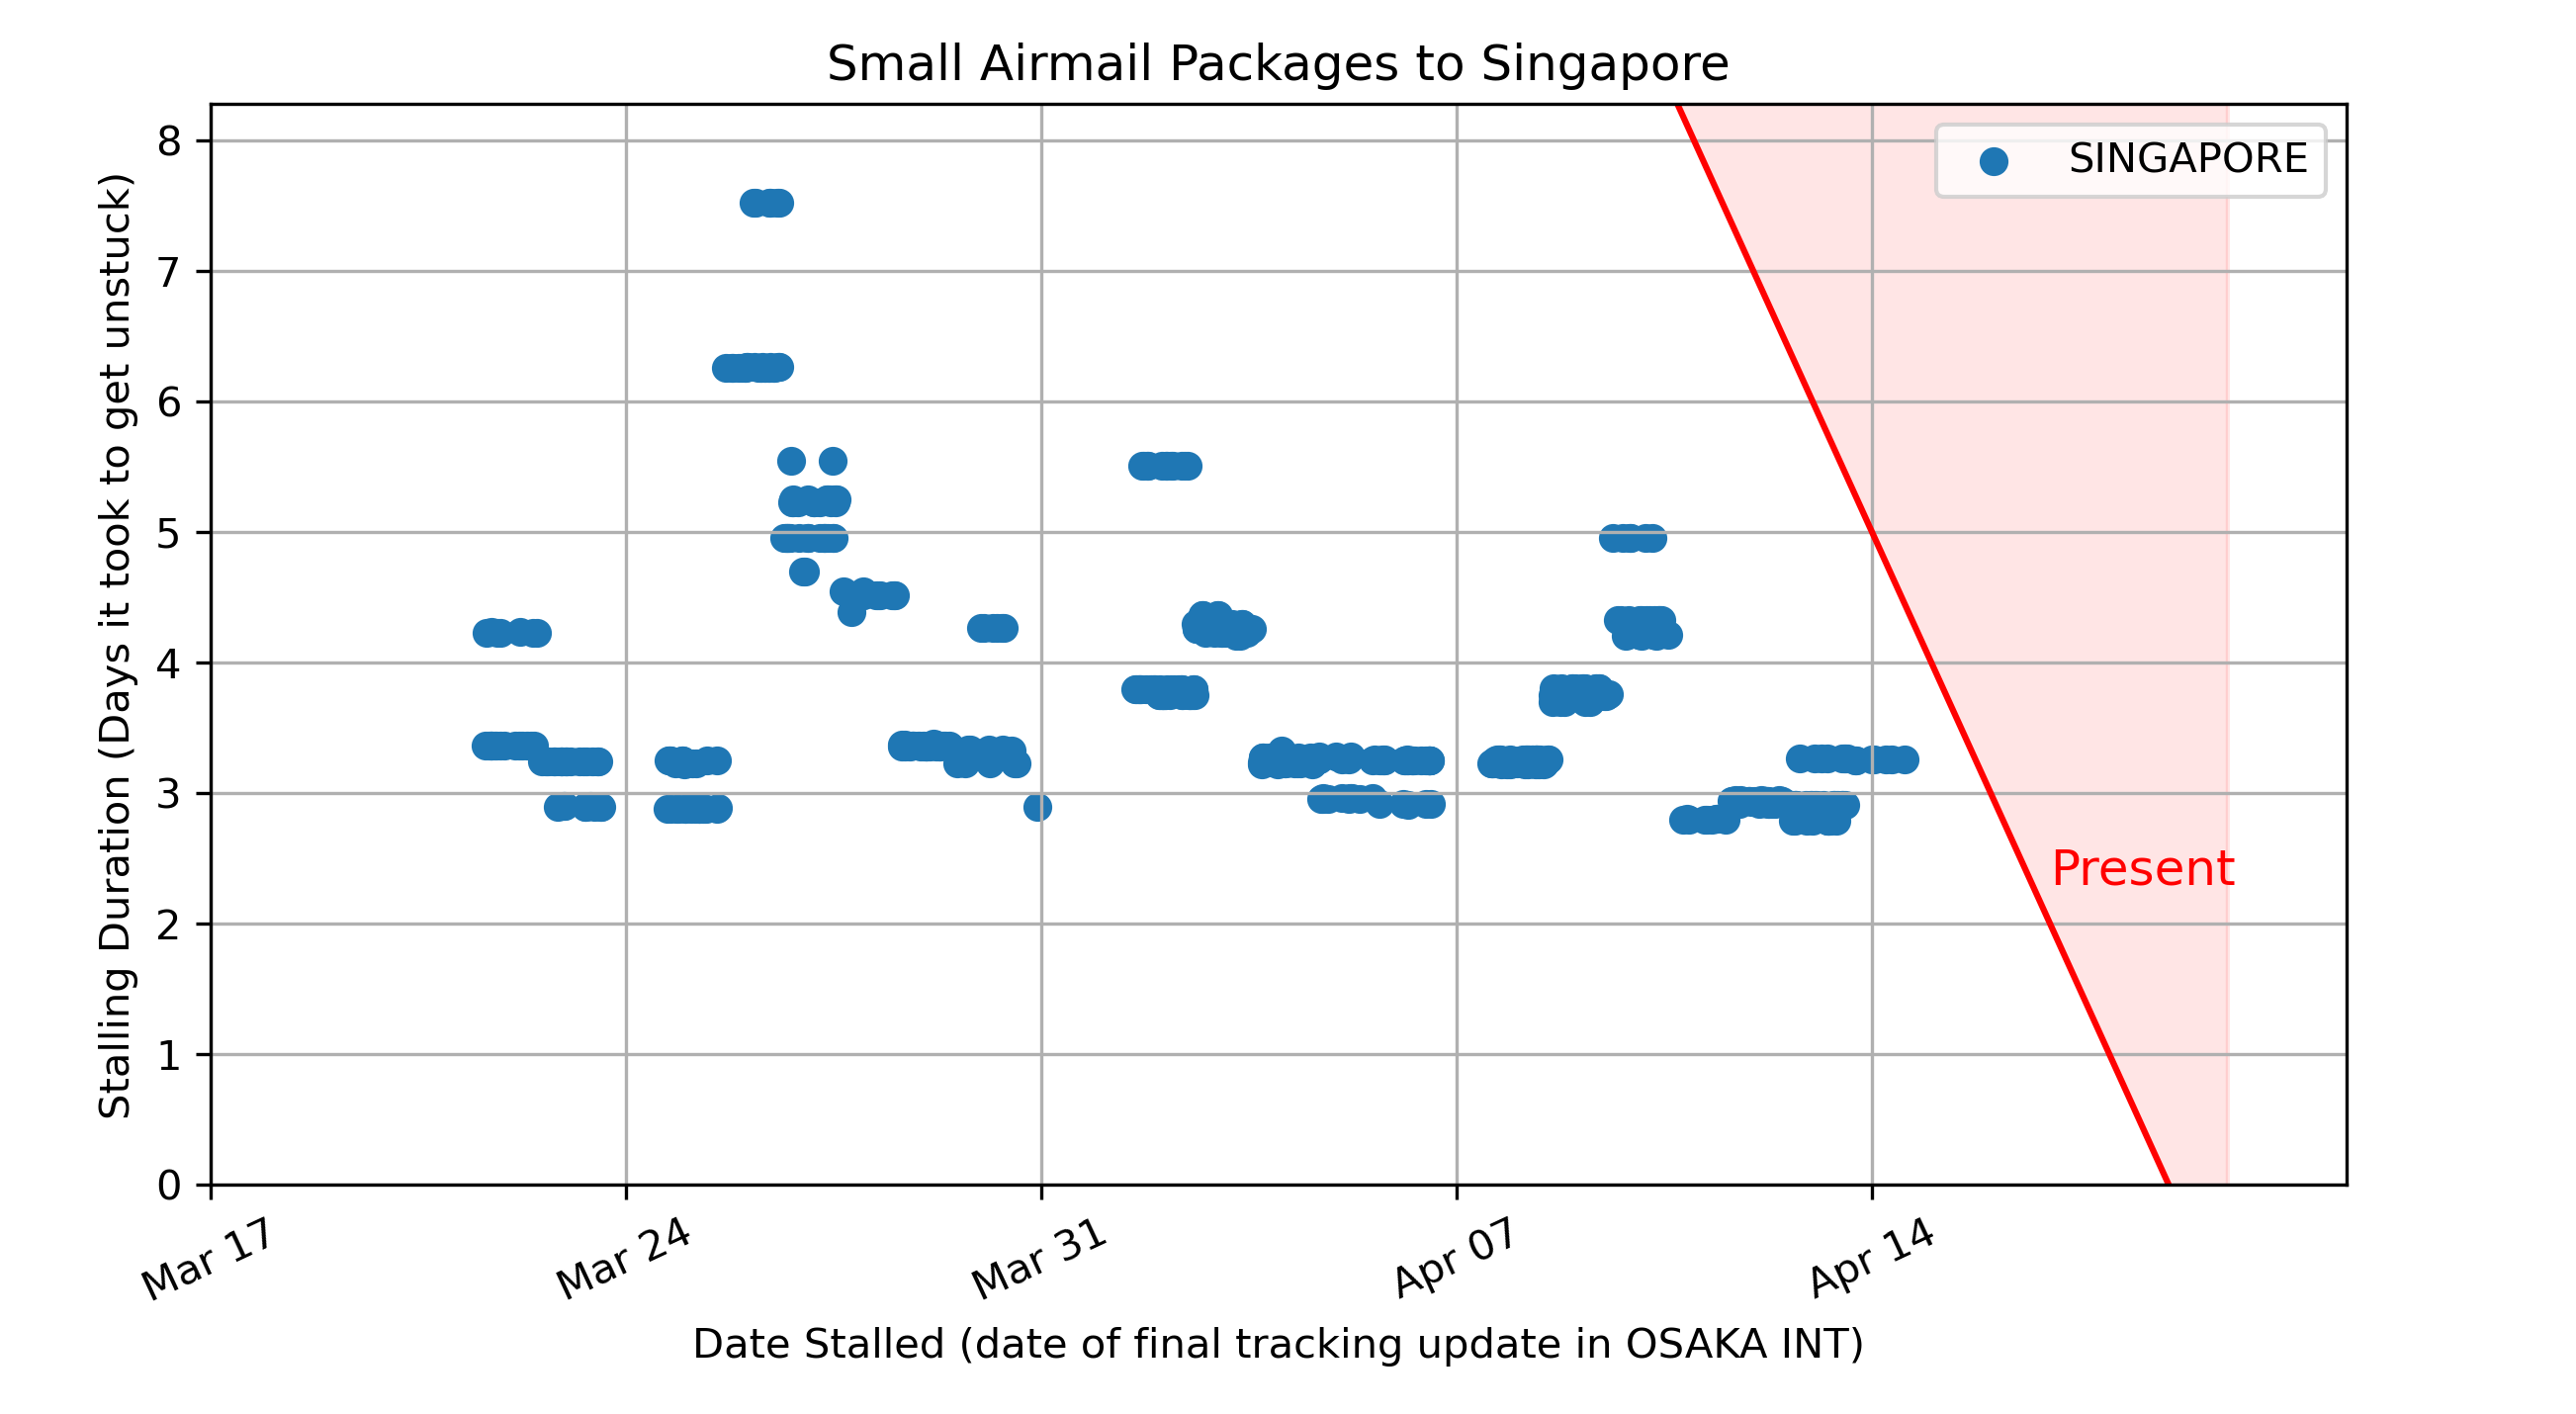 Small Airmail Packages to Singapore
SINGAPORE
Stalling Duration (Days it took to get unstuck)
8
7
6
5
4
3
2
1
0
Present
Mar 17
Mar 24
Mar 31
Apr 07
Apr 14
Date Stalled (date of final tracking update in OSAKA INT)